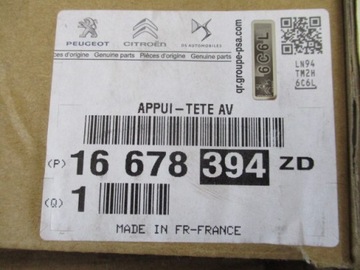 PEUGEOT CITROËN DS AUTOMOBILES
Pièces d'origine Genuine parts Pièces d'origine Genuine parts
qr.groupe-psa.com
6C6L
LN94
TM2H
6C6L
APPUI-TETE AV
(P) 16 678 394 ZD
(Q) 1
MADE IN FR-FRANCE